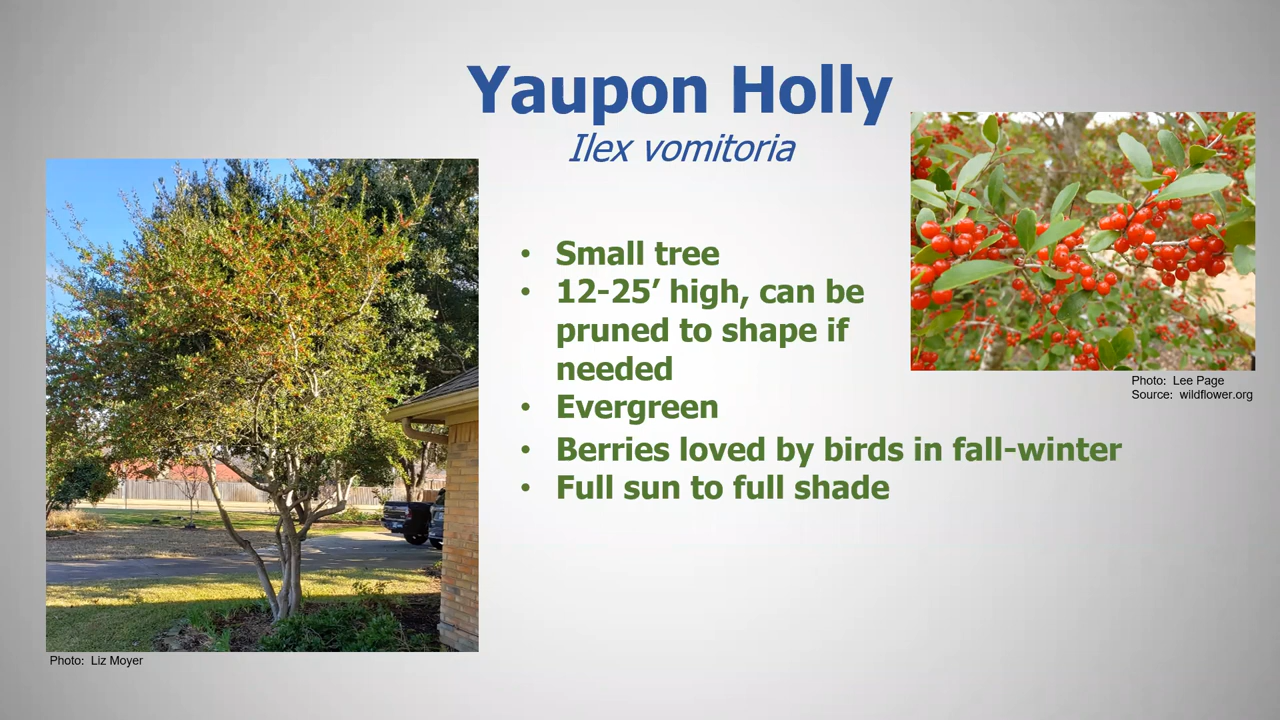 Yaupon Holly
Ilex vomitoria
• Small tree
• 12-25’ high, can be
pruned to shape if
needed
• Evergreen
• Berries loved by birds in fall-winter
• Full sun to full shade
Photo: Lee Page
Source: wildflower.org
Photo: Liz Moyer